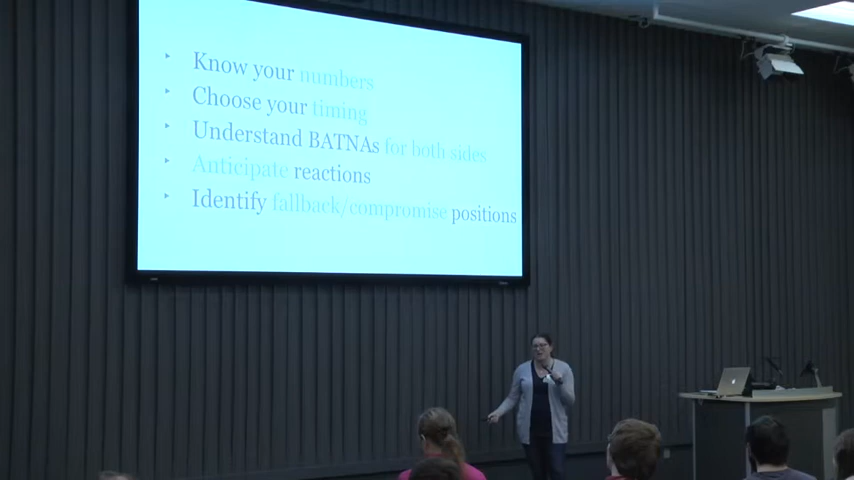 Know your numbers
Choose your timing
Understand BATNAs for both sides
Anticipate reactions
Identify fallback/compromise positions